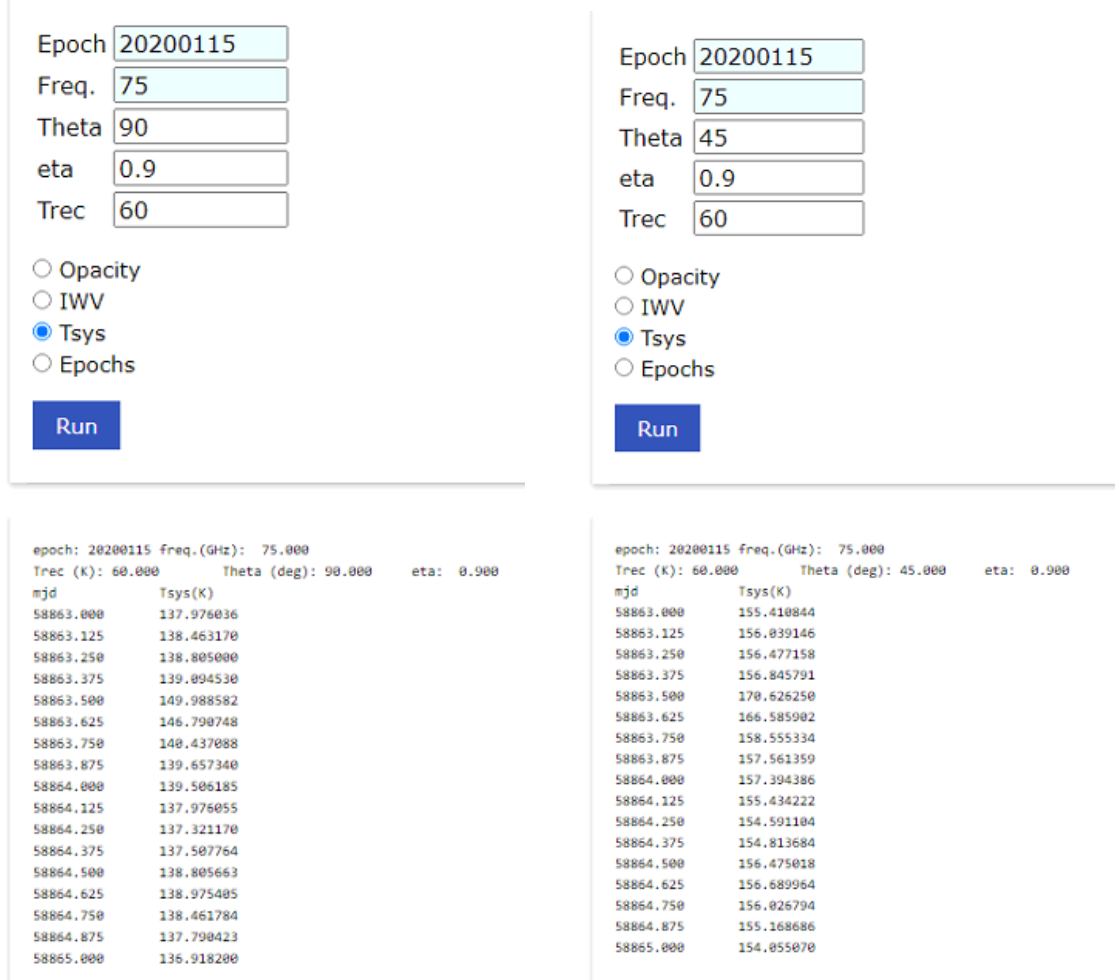 Epoch 20200115
Freq. 75
Theta 90
eta 0.9
Trec 60
Opacity
IWV
Tsys
Epochs
Run
epoch: 20200115 freq.(GHz): 75.000
Trec (K): 60.000 Theta (deg): 90.000 eta: 0.900
mjd Tsys(K)
58863.000 137.976036
58863.125 138.463170
58863.250 138.805000
58863.375 139.094530
58863.500 149.988582
58863.625 146.790748
58863.750 140.437088
58863.875 139.657340
58864.000 139.506185
58864.125 137.976055
58864.250 137.321170
58864.375 137.507764
58864.500 138.805663
58864.625 138.975405
58864.750 138.461784
58864.875 137.790423
58865.000 136.918200
Epoch 20200115
Freq. 75
Theta 45
eta 0.9
Trec 60
Opacity
IWV
Tsys
Epochs
Run
epoch: 20200115 freq.(GHz): 75.000
Trec (K): 60.000 Theta (deg): 45.000 eta: 0.900
mjd Tsys(K)
58863.000 155.410844
58863.125 156.039146
58863.250 156.477158
58863.375 156.845791
58863.500 170.626250
58863.625 166.585902
58863.750 158.555334
58863.875 157.561359
58864.000 157.394386
58864.125 155.434222
58864.250 154.591104
58864.375 154.813684
58864.500 156.475018
58864.625 156.689964
58864.750 156.026794
58864.875 155.168686
58865.000 154.055070